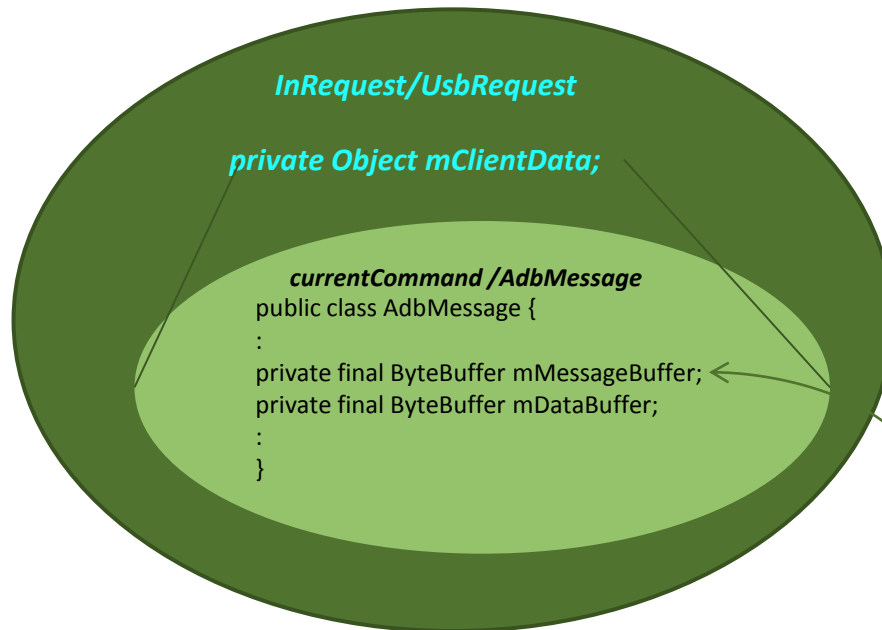 InRequest/UsbRequest
private Object mClientData;
currentCommand /AdbMessage
public class AdbMessage {
:
private final ByteBuffer mMessageBuffer;
private final ByteBuffer mDataBuffer;
:
}